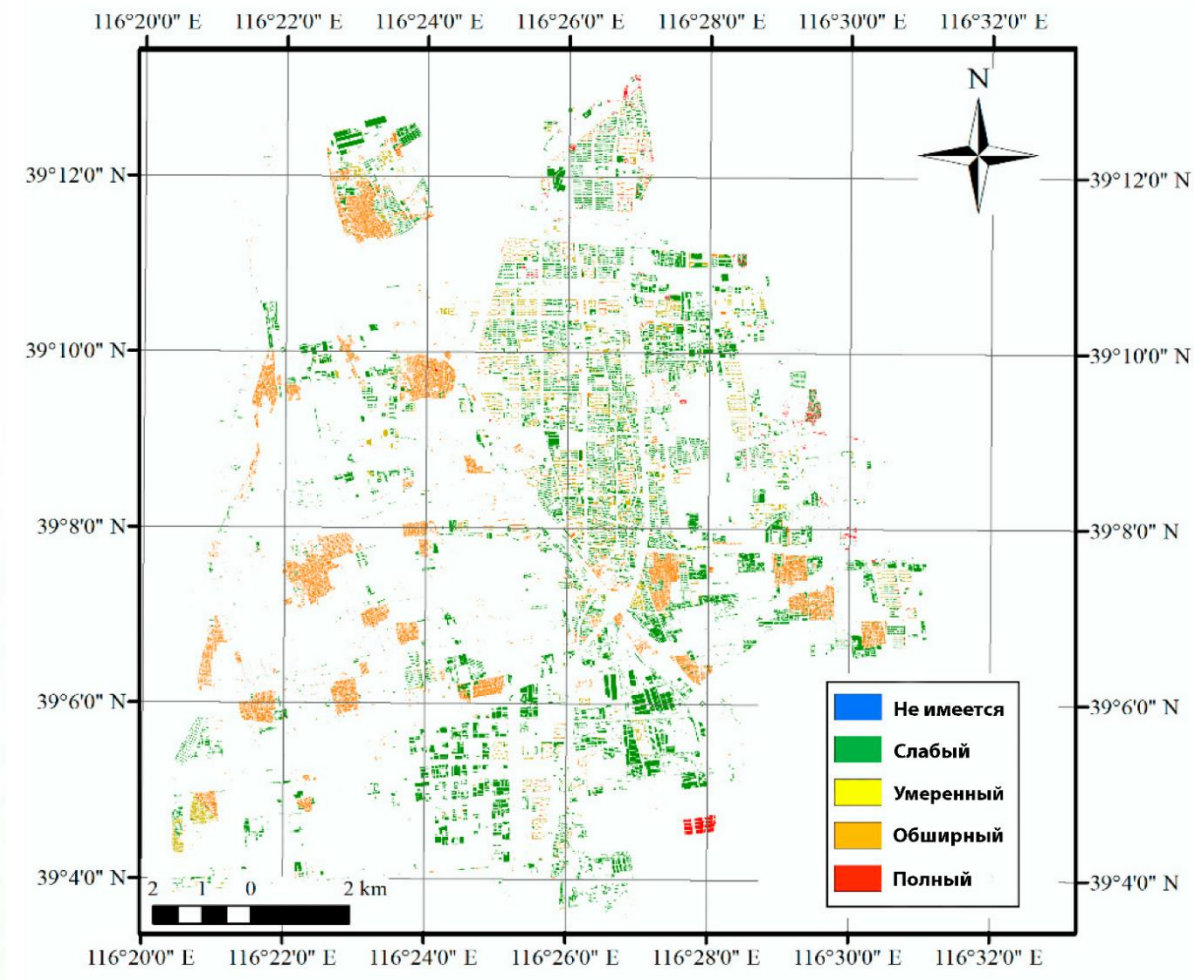 116°20'0" E 116°22'0" E 116°24'0" E 116°26'0" E 116°28'0" E 116°30'0" E 116°32'0" E
N
39°12'0" N 39°12'0" N
39°10'0" N 39°10'0" N
39°8'0" N 39°8'0" N
39°6'0" N 39°6'0" N
Не имеется
Слабый
Умеренный
Обширный
Полный
39°4'0" N 39°4'0" N
2 1 0 2 km
116°20'0" E 116°22'0" E 116°24'0" E 116°26'0" E 116°28'0" E 116°30'0" E 116°32'0" E